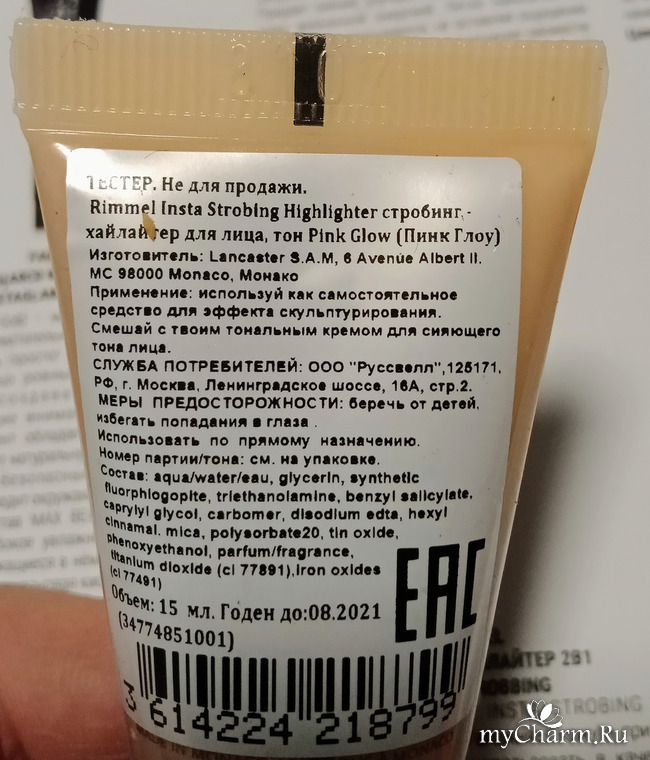 ТЕСТЕР. Не для продажи.
Rimmel Insta Strobing Highlighter стробинг -
хайлайтер для лица, тон Pink Glow (Пинк Глоу)
Изготовитель: Lancaster S.A.M, 6 Avenue Albert II.
MC 98000 Monaco, Монако
Применение: используй как самостоятельное
средство для эффекта скульптурирования.
Смешай с твоим тональным кремом для сияющего
тона лица.
СЛУЖБА ПОТРЕБИТЕЛЕЙ: ООО "Руссвелл",125171,
РФ, г. Москва, Ленинградское шоссе, 16А, стр.2.
МЕРЫ ПРЕДОСТОРОЖНОСТИ: беречь от детей,
избегать попадания в глаза .
Использовать по прямому назначению.
Номер партии/тона: см. на упаковке.
Состав: aqua/water/eau, glycerin, synthetic
fluorphlogopite, triethanolamine, benzyl salicylate,
caprylyl glycol, carbomer, disodium edta, hexyl
cinnamal. mica, polysorbate20, tin oxide,
phenoxyethanol, parfum/fragrance,
titanium dioxide (ci 77891),iron oxides
(ci 77491)
Объем: 15 мл. Годен до:08.2021
(34774851001)
EAC
3 614224 218799
ЛАЙТЕР 2В1
INSTA STROBING
myCharm.Ru